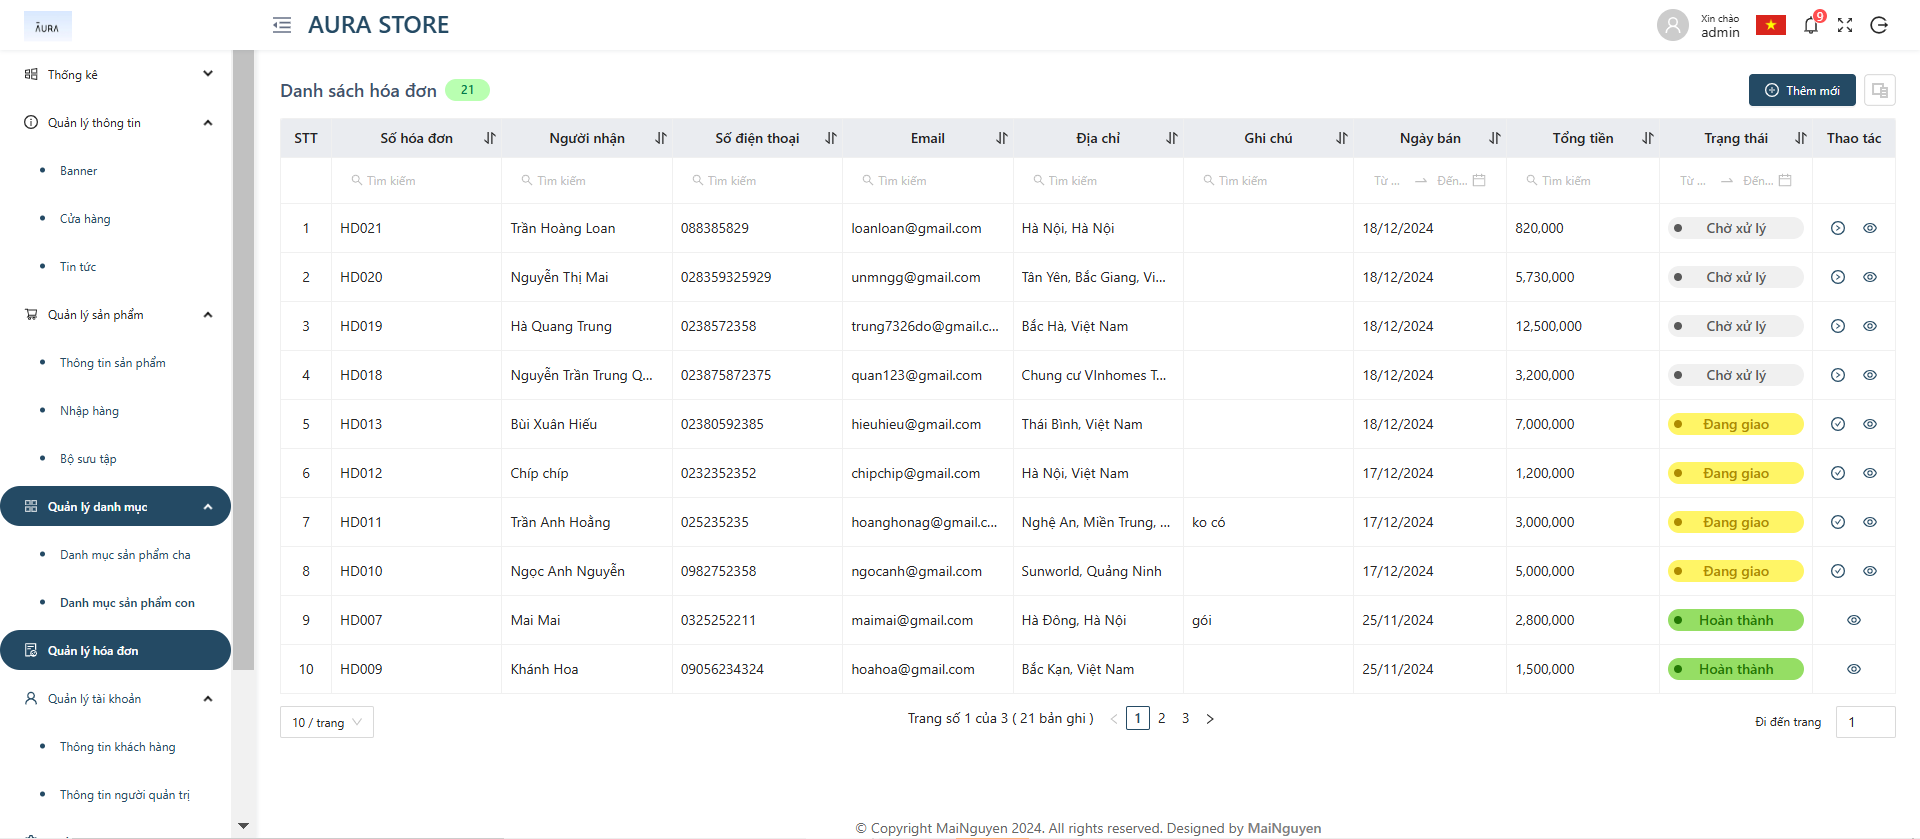 AURA
AURA STORE
Xin chào
admin
9
Thống kê
Quản lý thông tin
Banner
Cửa hàng
Tin tức
Quản lý sản phẩm
Thông tin sản phẩm
Nhập hàng
Bộ sưu tập
Quản lý danh mục
Danh mục sản phẩm cha
Danh mục sản phẩm con
Quản lý hóa đơn
Quản lý tài khoản
Thông tin khách hàng
Thông tin người quản trị
Danh sách hóa đơn 21
Thêm mới
STT Số hóa đơn Người nhận Số điện thoại Email Địa chỉ Ghi chú Ngày bán Tổng tiền Trạng thái Thao tác
Tìm kiếm Tìm kiếm Tìm kiếm Tìm kiếm Tìm kiếm Tìm kiếm Từ ... Đến... Tìm kiếm Từ ... Đến...
1 HD021 Trần Hoàng Loan 088385829 loanloan@gmail.com Hà Nội, Hà Nội 18/12/2024 820,000 Chờ xử lý
2 HD020 Nguyễn Thị Mai 028359325929 unmngg@gmail.com Tân Yên, Bắc Giang, Vi... 18/12/2024 5,730,000 Chờ xử lý
3 HD019 Hà Quang Trung 0238572358 trung7326do@gmail.c... Bắc Hà, Việt Nam 18/12/2024 12,500,000 Chờ xử lý
4 HD018 Nguyễn Trần Trung Q... 023875872375 quan123@gmail.com Chung cư VInhomes T... 18/12/2024 3,200,000 Chờ xử lý
5 HD013 Bùi Xuân Hiếu 02380592385 hieuhieu@gmail.com Thái Bình, Việt Nam 18/12/2024 7,000,000 Đang giao
6 HD012 Chíp chíp 0232352352 chipchip@gmail.com Hà Nội, Việt Nam 17/12/2024 1,200,000 Đang giao
7 HD011 Trần Anh Hoằng 025235235 hoanghonag@gmail.c... Nghệ An, Miền Trung, ... ko có 17/12/2024 3,000,000 Đang giao
8 HD010 Ngọc Anh Nguyễn 0982752358 ngocanh@gmail.com Sunworld, Quảng Ninh 17/12/2024 5,000,000 Đang giao
9 HD007 Mai Mai 0325252211 maimai@gmail.com Hà Đông, Hà Nội gói 25/11/2024 2,800,000 Hoàn thành
10 HD009 Khánh Hoa 09056234324 hoahoa@gmail.com Bắc Kạn, Việt Nam 25/11/2024 1,500,000 Hoàn thành
10 / trang
Trang số 1 của 3 ( 21 bản ghi ) < 1 2 3 >
Đi đến trang 1
© Copyright MaiNguyen 2024. All rights reserved. Designed by MaiNguyen